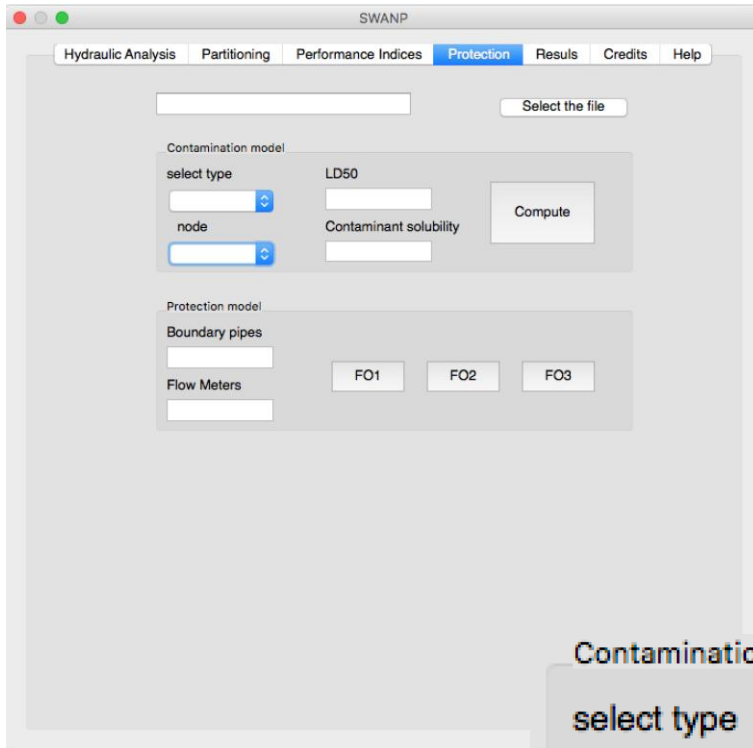 SWANP
Hydraulic Analysis Partitioning Performance Indices Protection Resuls Credits Help
Select the file
Contamination model
select type LD50
Compute
node Contaminant solubility
Protection model
Boundary pipes
FO1 FO2 FO3
Flow Meters
Contaminatio
select type